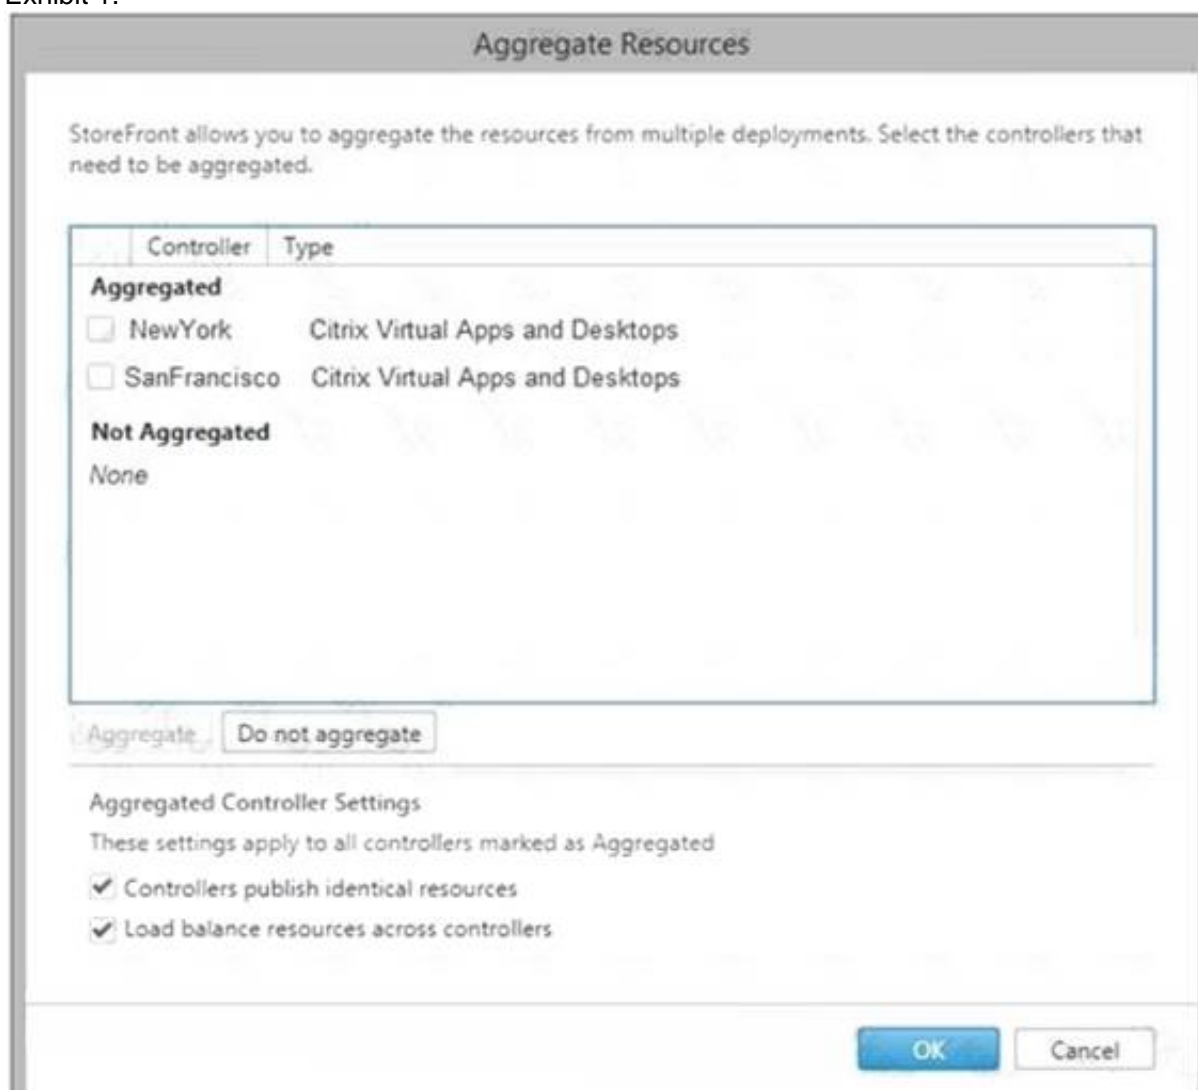 Exhibit 1:
Aggregate Resources
StoreFront allows you to aggregate the resources from multiple deployments. Select the controllers that
need to be aggregated.
Controller Type
Aggregated
NewYork Citrix Virtual Apps and Desktops
SanFrancisco Citrix Virtual Apps and Desktops
Not Aggregated
None
Aggregate Do not aggregate
Aggregated Controller Settings
These settings apply to all controllers marked as Aggregated
Controllers publish identical resources
Load balance resources across controllers
OK Cancel